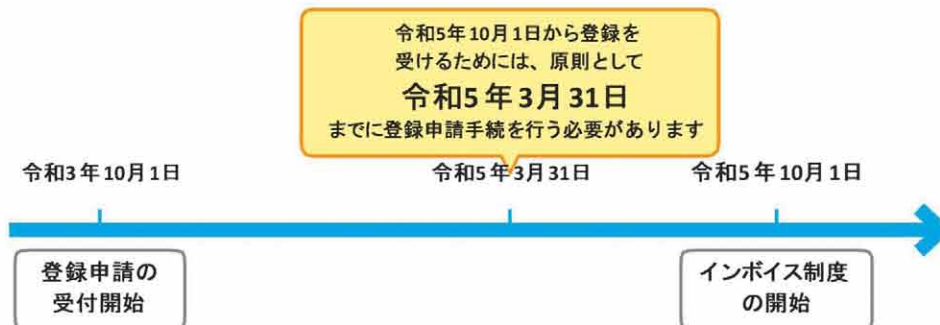 令和5年10月1日から登録を
受けるためには、原則として
令和5年3月31日
までに登録申請手続を行う必要があります
令和3年10月1日
令和5年3月31日
令和5年10月1日
登録申請の
受付開始
インボイス制度
の開始